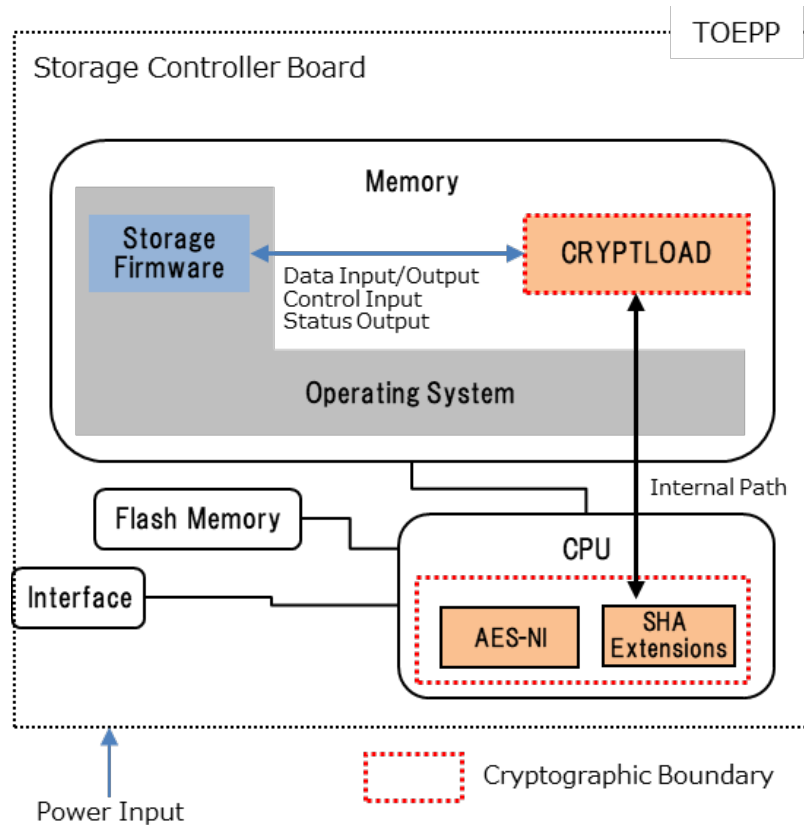 TOEPP
Storage Controller Board
Memory
Storage
Firmware
CRYPTLOAD
Data Input/Output
Control Input
Status Output
Operating System
Internal Path
Flash Memory
CPU
Interface
AES-NI
SHA
Extensions
Cryptographic Boundary
Power Input